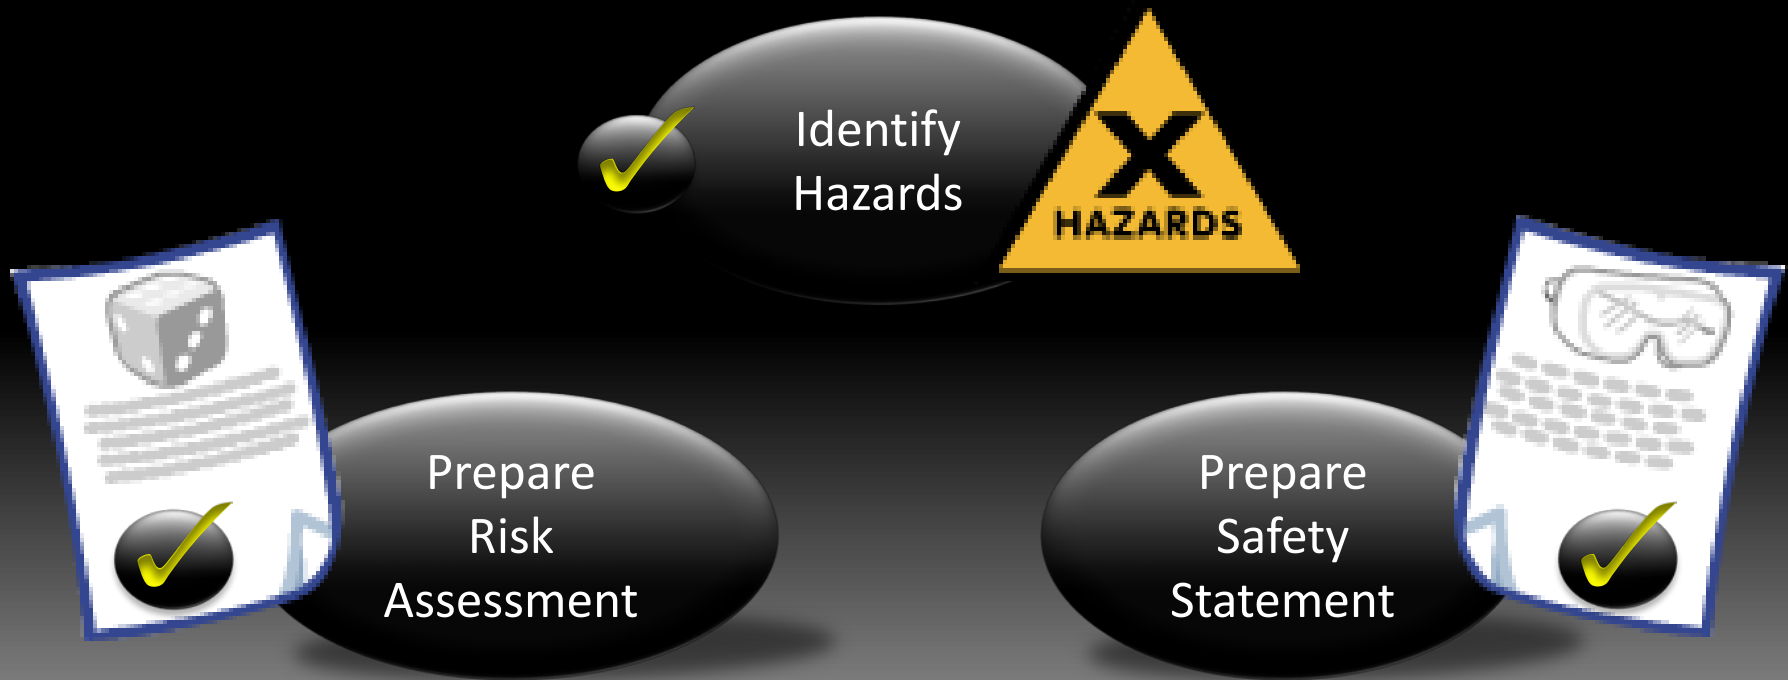 Identify
Hazards
X
HAZARDS
Prepare
Risk
Assessment
Prepare
Safety
Statement